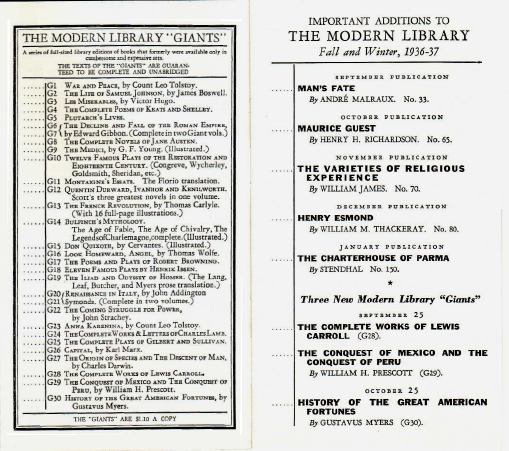 THE MODERN LIBRARY "GIANTS"
A series of full-sized library editions of books that formerly were available only in
cumbersome and expensive sets.
THE TEXTS OF THE "GIANTS" ARE GUARAN-
TEED TO BE COMPLETE AND UNABRIDGED
......G1 WAR AND PEACE, by Count Leo Tolstoy.
......G2 THE LIFE OF SAMUEL JOHNSON, by James Boswell.
......G3 LES MISERABLES, by Victor Hugo.
......G4 THE COMPLETE POEMS OF KEATS AND SHELLEY.
......G5 PLUTARCH'S LIVES.
......G6 THE DECLINE AND FALL OF THE ROMAN EMPIRE,
......G7 by Edward Gibbon. (Complete in two Giant vols.)
......G8 THE COMPLETE NOVELS OF JANE AUSTEN.
......G9 THE MEDICI, by G. F. Young. (Illustrated.)
......G10 TWELVE FAMOUS PLAYS OF THE RESTORATION AND
EIGHTEENTH CENTURY. (Congreve, Wycherley,
Goldsmith, Sheridan, etc.)
......G11 MONTAIGNE'S ESSAYS. The Florio translation.
......G12 QUENTIN DURWARD, IVANHOE AND KENILWORTH.
Scott's three greatest novels in one volume.
......G13 THE FRENCH REVOLUTION, by Thomas Carlyle.
(With 16 full-page illustrations.)
......G14 BULFINCH'S MYTHOLOGY.
The Age of Fable, The Age of Chivalry, The
Legends of Charlemagne, complete. (Illustrated.)
......G15 DON QUIXOTE, by Cervantes. (Illustrated.)
......G16 LOOK HOMEWARD, ANGEL, by Thomas Wolfe.
......G17 THE POEMS AND PLAYS OF ROBERT BROWNING.
......G18 ELEVEN FAMOUS PLAYS BY HENRIK IBSEN.
......G19 THE ILIAD AND ODYSSEY OF HOMER. (The Lang,
Leaf, Butcher, and Myers prose translation.)
......G20 RENAISSANCE IN ITALY, by John Addington
......G21 Symonds. (Complete in two volumes.)
......G22 THE COMING STRUGGLE FOR POWER,
by John Strachey.
......G23 ANNA KARENINA, by Count Leo Tolstoy.
......G24 THE COMPLETE WORKS & LETTERS OF CHARLES LAMB.
......G25 THE COMPLETE PLAYS OF GILBERT AND SULLIVAN.
......G26 CAPITAL, by Karl Marx.
......G27 THE ORIGIN OF SPECIES AND THE DESCENT OF MAN,
by Charles Darwin.
......G28 THE COMPLETE WORKS OF LEWIS CARROLL.
......G29 THE CONQUEST OF MEXICO AND THE CONQUEST OF
PERU, by William H. Prescott.
......G30 HISTORY OF THE GREAT AMERICAN FORTUNES, by
Gustavus Myers.
THE "GIANTS" ARE $1.10 A COPY
IMPORTANT ADDITIONS TO
THE MODERN LIBRARY
Fall and Winter, 1936-37
SEPTEMBER PUBLICATION
......MAN'S FATE
By ANDRÉ MALRAUX. No. 33.
OCTOBER PUBLICATION
......MAURICE GUEST
By HENRY H. RICHARDSON. No. 65.
NOVEMBER PUBLICATION
......THE VARIETIES OF RELIGIOUS
EXPERIENCE
By WILLIAM JAMES. No. 70.
DECEMBER PUBLICATION
......HENRY ESMOND
By WILLIAM M. THACKERAY. No. 80.
JANUARY PUBLICATION
......THE CHARTERHOUSE OF PARMA
By STENDHAL No. 150.
*
Three New Modern Library "Giants"
SEPTEMBER 25
......THE COMPLETE WORKS OF LEWIS
CARROLL (G28).
......THE CONQUEST OF MEXICO AND THE
CONQUEST OF PERU
By WILLIAM H. PRESCOTT (G29).
OCTOBER 25
......HISTORY OF THE GREAT AMERICAN
FORTUNES
By GUSTAVUS MYERS (G30).